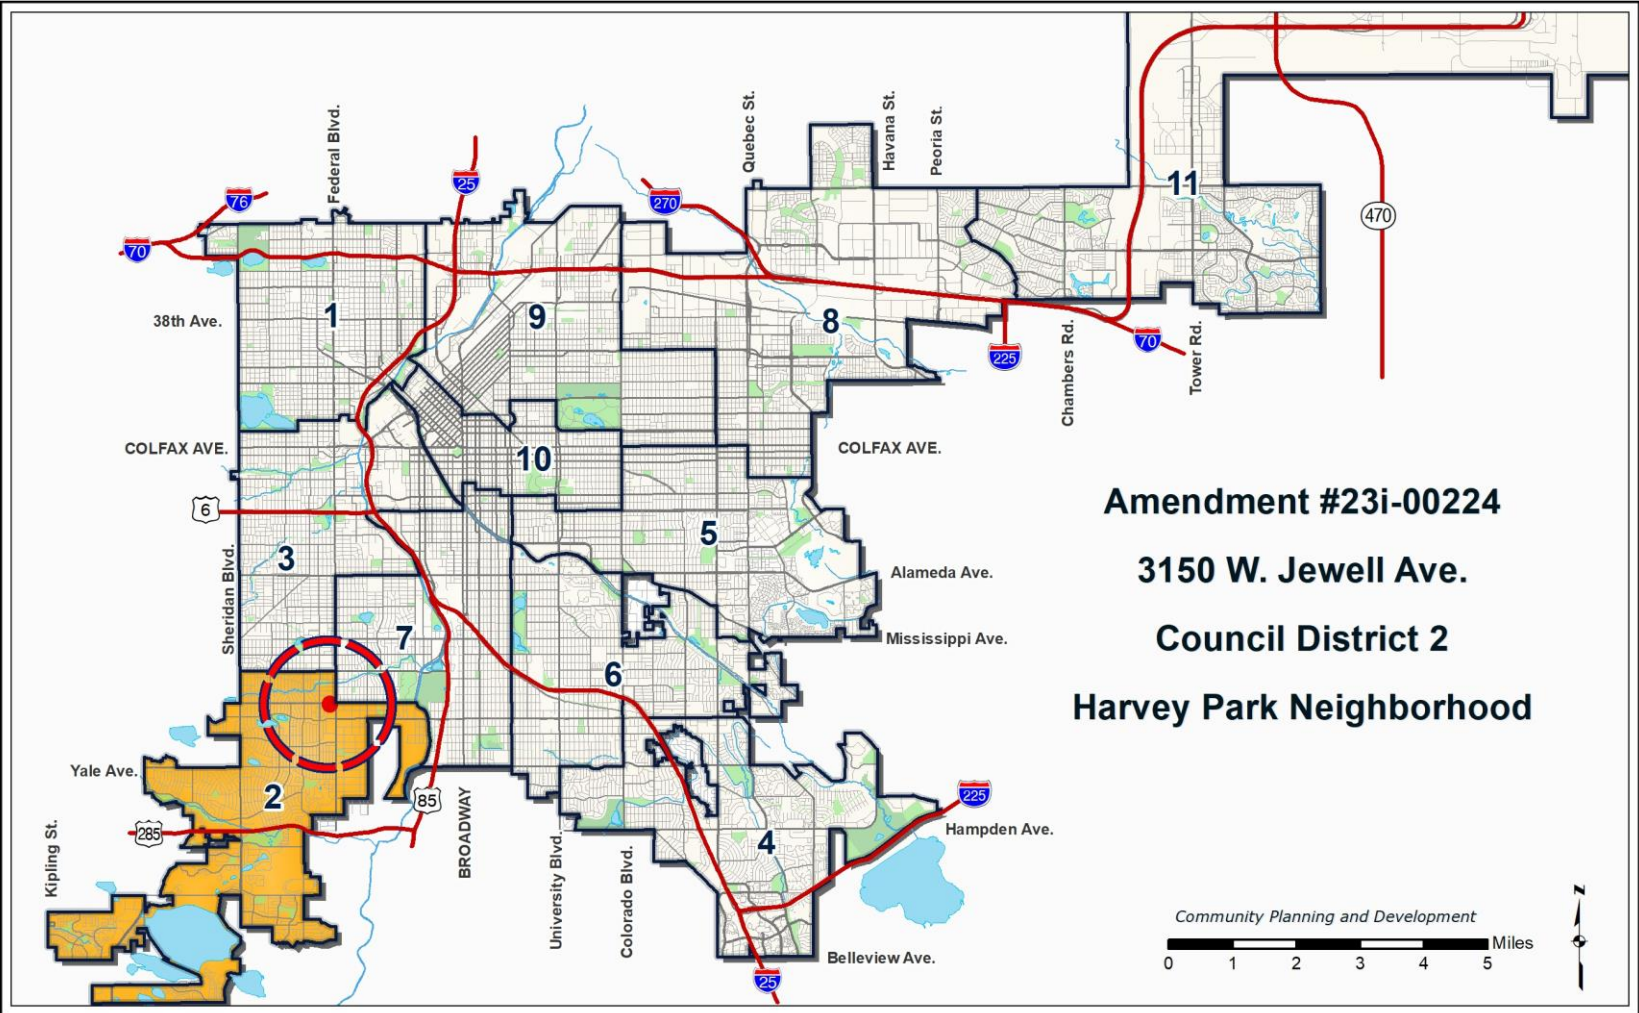 Federal Blvd.
Quebec St.
Havana St.
Peoria St.
76
25
270
11
470
70
38th Ave.
1
9
8
225
70
Chambers Rd.
Tower Rd.
COLFAX AVE.
10
COLFAX AVE.
6
5
3
Sheridan Blvd.
Alameda Ave.
7
Mississippi Ave.
6
Yale Ave.
2
85
285
BROADWAY
225
Hampden Ave.
4
Kipling St.
University Blvd.
Colorado Blvd.
Belleview Ave.
25
Amendment #23i-00224
3150 W. Jewell Ave.
Council District 2
Harvey Park Neighborhood
Community Planning and Development
Miles
0 1 2 3 4 5
Z